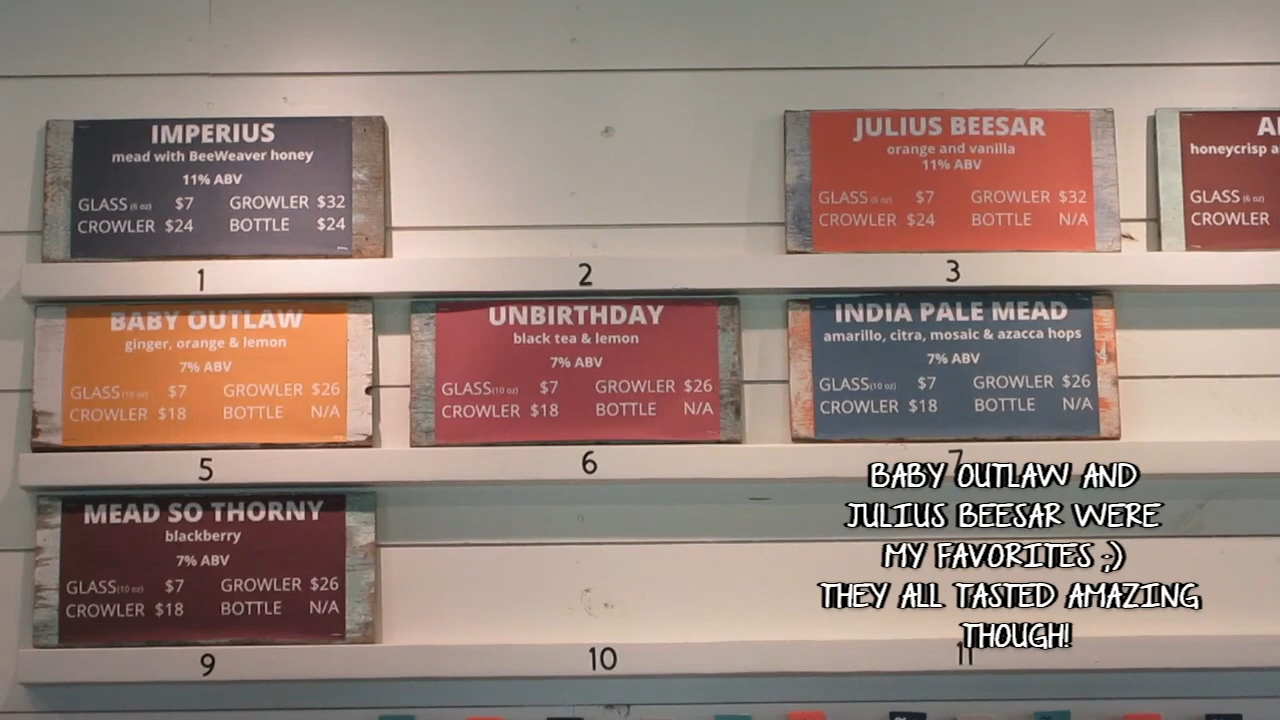 IMPERIUS
mead with BeeWeaver honey
11% ABV
GLASS (6 oz) $7 GROWLER $32
CROWLER $24 BOTTLE $24
1
2
JULIUS BEESAR
orange and vanilla
11% ABV
GLASS (6 oz) $7 GROWLER $32
CROWLER $24 BOTTLE N/A
3
honeycrisp
GLASS (6 oz)
CROWLER
BABY OUTLAW
ginger, orange & lemon
7% ABV
GLASS (10 oz) $7 GROWLER $26
CROWLER $18 BOTTLE N/A
5
UNBIRTHDAY
black tea & lemon
7% ABV
GLASS (10 oz) $7 GROWLER $26
CROWLER $18 BOTTLE N/A
6
INDIA PALE MEAD
amarillo, citra, mosaic & azacca hops
7% ABV
GLASS (10 oz) $7 GROWLER $26
CROWLER $18 BOTTLE N/A
7
MEAD SO THORNY
blackberry
7% ABV
GLASS (10 oz) $7 GROWLER $26
CROWLER $18 BOTTLE N/A
9
10
11
BABY OUTLAW AND
JULIUS BEESAR WERE
MY FAVORITES ;)
THEY ALL TASTED AMAZING
THOUGH!